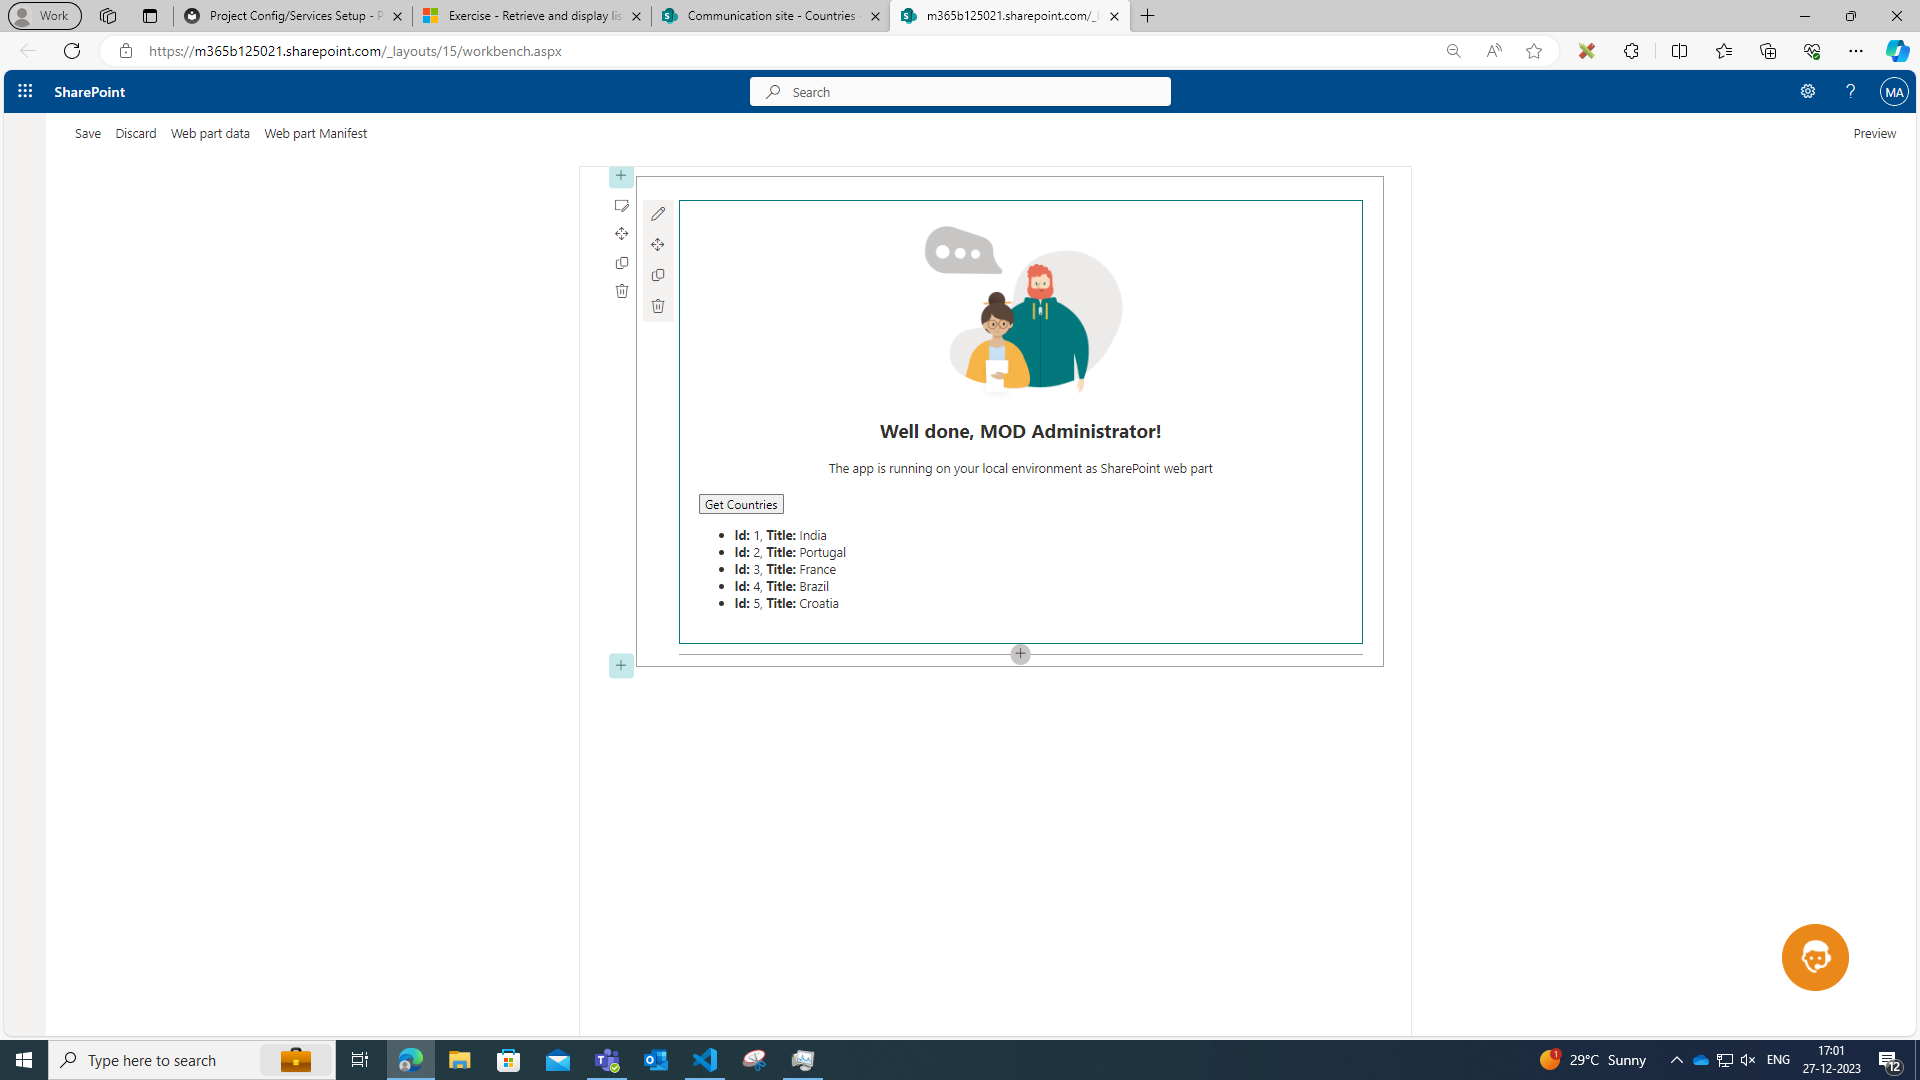 Work
Project Config/Services Setup - P
Exercise - Retrieve and display lis
Communication site - Countries -
m365b125021.sharepoint.com/_l
https://m365b125021.sharepoint.com/_layouts/15/workbench.aspx
SharePoint
Search
MA
Save Discard Web part data Web part Manifest
Preview
Well done, MOD Administrator!
The app is running on your local environment as SharePoint web part
Get Countries
Id: 1, Title: India
Id: 2, Title: Portugal
Id: 3, Title: France
Id: 4, Title: Brazil
Id: 5, Title: Croatia
Type here to search
1
29°C Sunny
ENG
17:01
27-12-2023
12